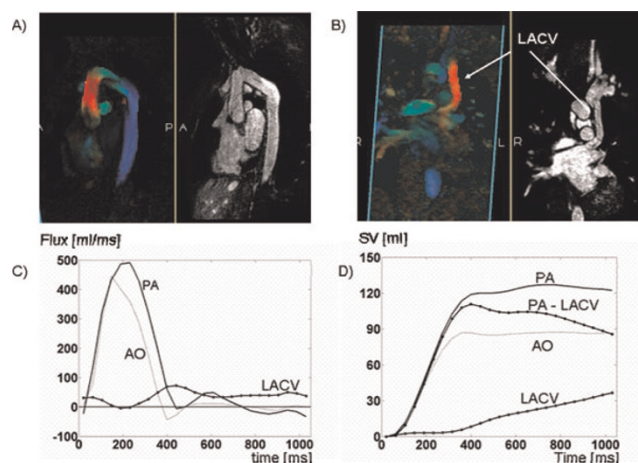 A)
B)
LACV
A
P
A
R
L
R
C)
Flux [ml/ms]
500
400
300
200
100
0
-100
PA
AO
LACV
0 200 400 600 800 1000
time [ms]
D)
SV [ml]
150
120
90
60
30
0
PA
PA - LACV
AO
LACV
0 200 400 600 800 1000
Time [ms]